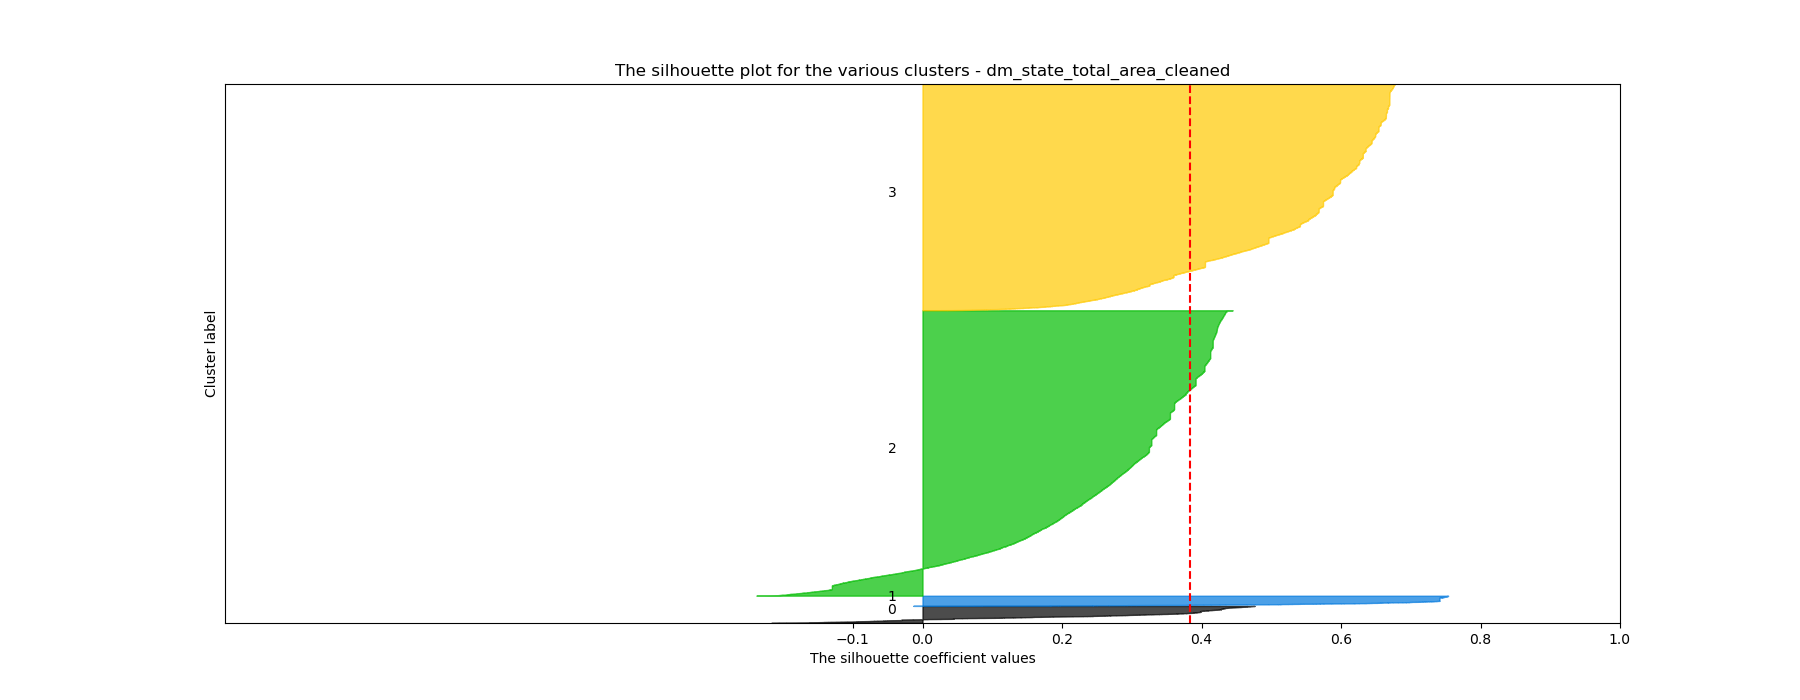 The silhouette plot for the various clusters - dm_state_total_area_cleaned
Cluster label
3
2
1
0
−0.1 0.0 0.2 0.4 0.6 0.8 1.0
The silhouette coefficient values